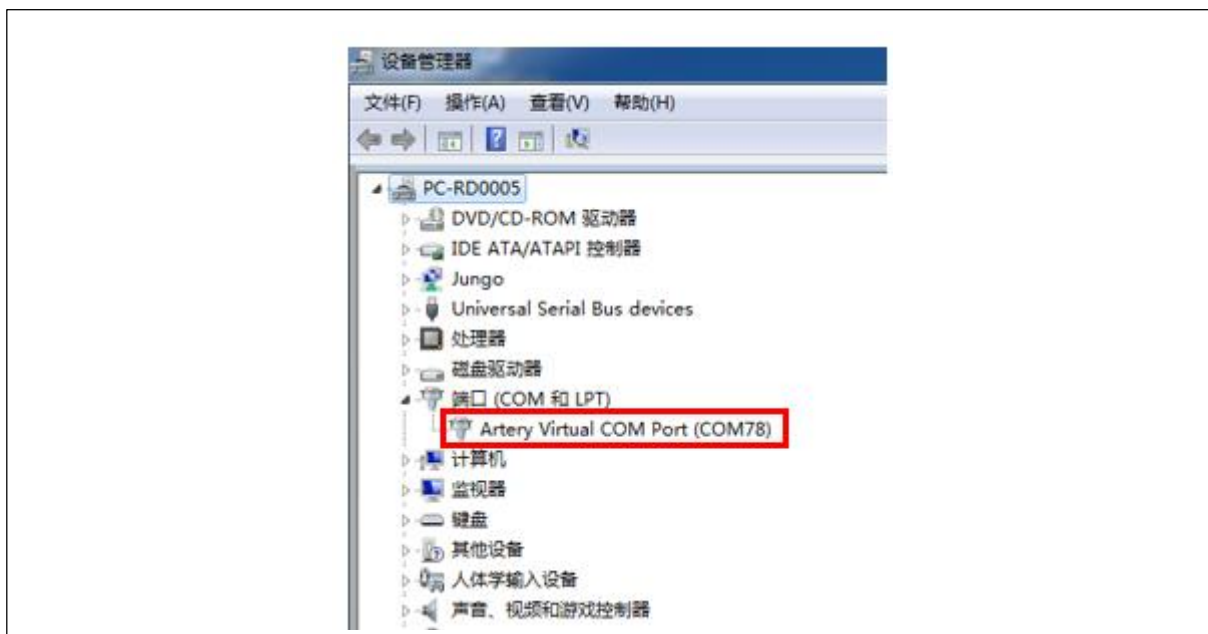 设备管理器
文件(F) 操作(A) 查看(V) 帮助(H)
PC-RD0005
DVD/CD-ROM 驱动器
IDE ATA/ATAPI 控制器
Jungo
Universal Serial Bus devices
处理器
磁盘驱动器
端口 (COM 和 LPT)
Artery Virtual COM Port (COM78)
计算机
监视器
键盘
其他设备
人体学输入设备
声音、视频和游戏控制器